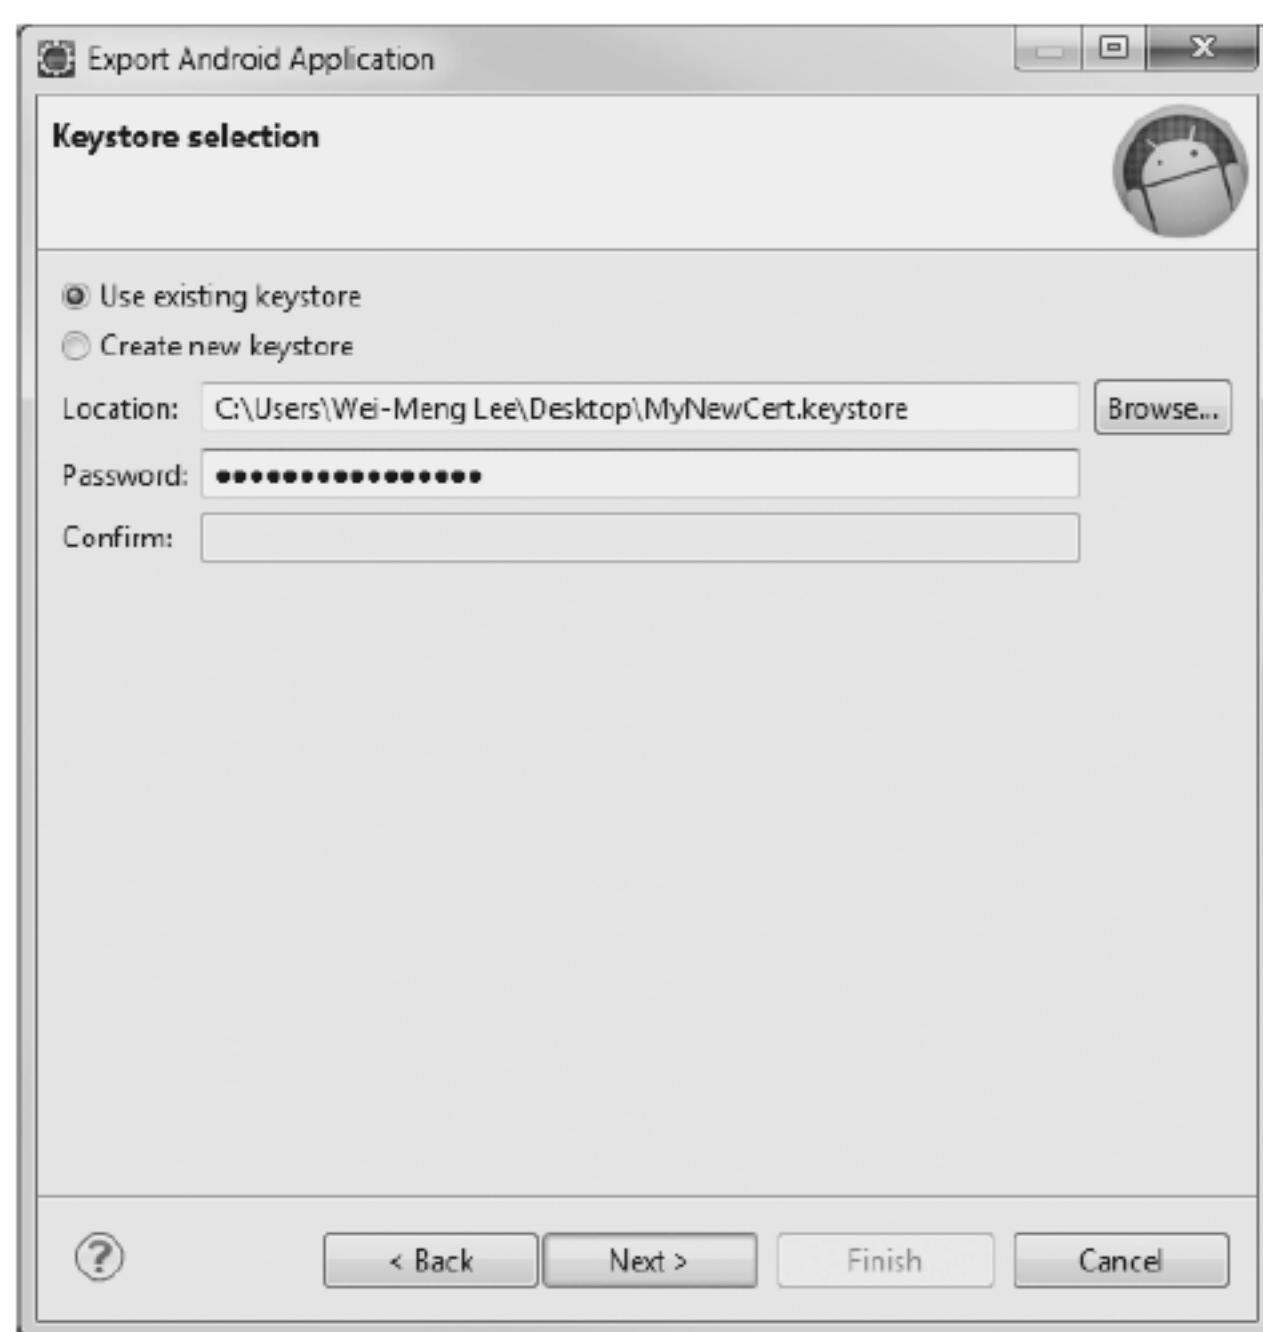 Export Android Application
Keystore selection
Use existing keystore
Create new keystore
Location: C:\Users\Wei-Meng Lee\Desktop\MyNewCert.keystore Browse...
Password: ●●●●●●●●●●●●●●●●
Confirm:
? < Back Next > Finish Cancel